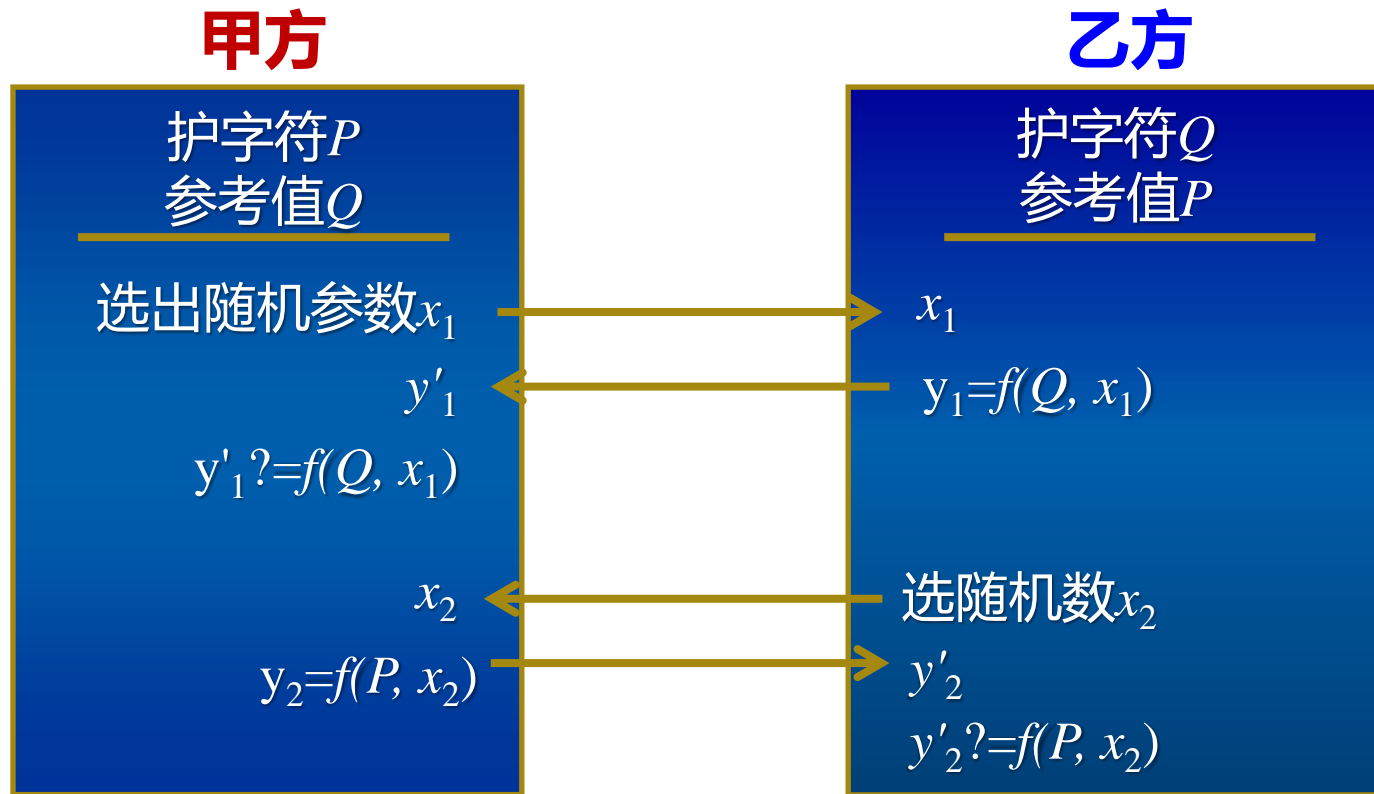 甲方
护字符P
参考值Q
选出随机参数x₁
y'₁
y'₁?=f(Q, x₁)
x₂
y₂=f(P, x₂)
乙方
护字符Q
参考值P
x₁
y₁=f(Q, x₁)
选随机数x₂
y'₂
y'₂?=f(P, x₂)